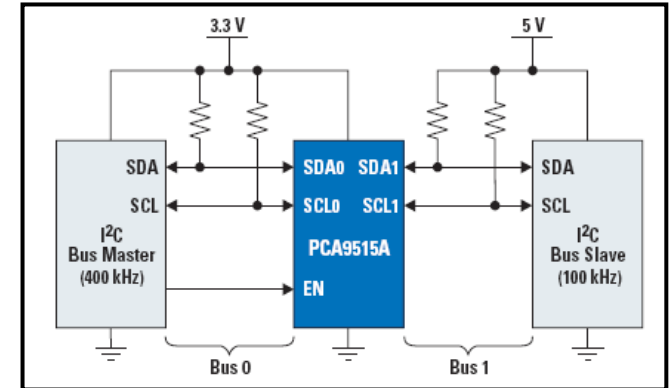 3.3 V 5 V
SDA SDA0 SDA1 SDA
SCL SCL0 SCL1 SCL
I2C
Bus Master
(400 kHz)
PCA9515A
EN
I2C
Bus Slave
(100 kHz)
Bus 0 Bus 1